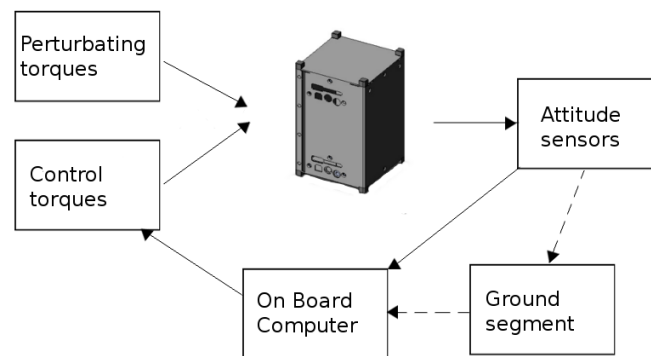 Perturbating
torques
Control
torques
Attitude
sensors
On Board
Computer
Ground
segment